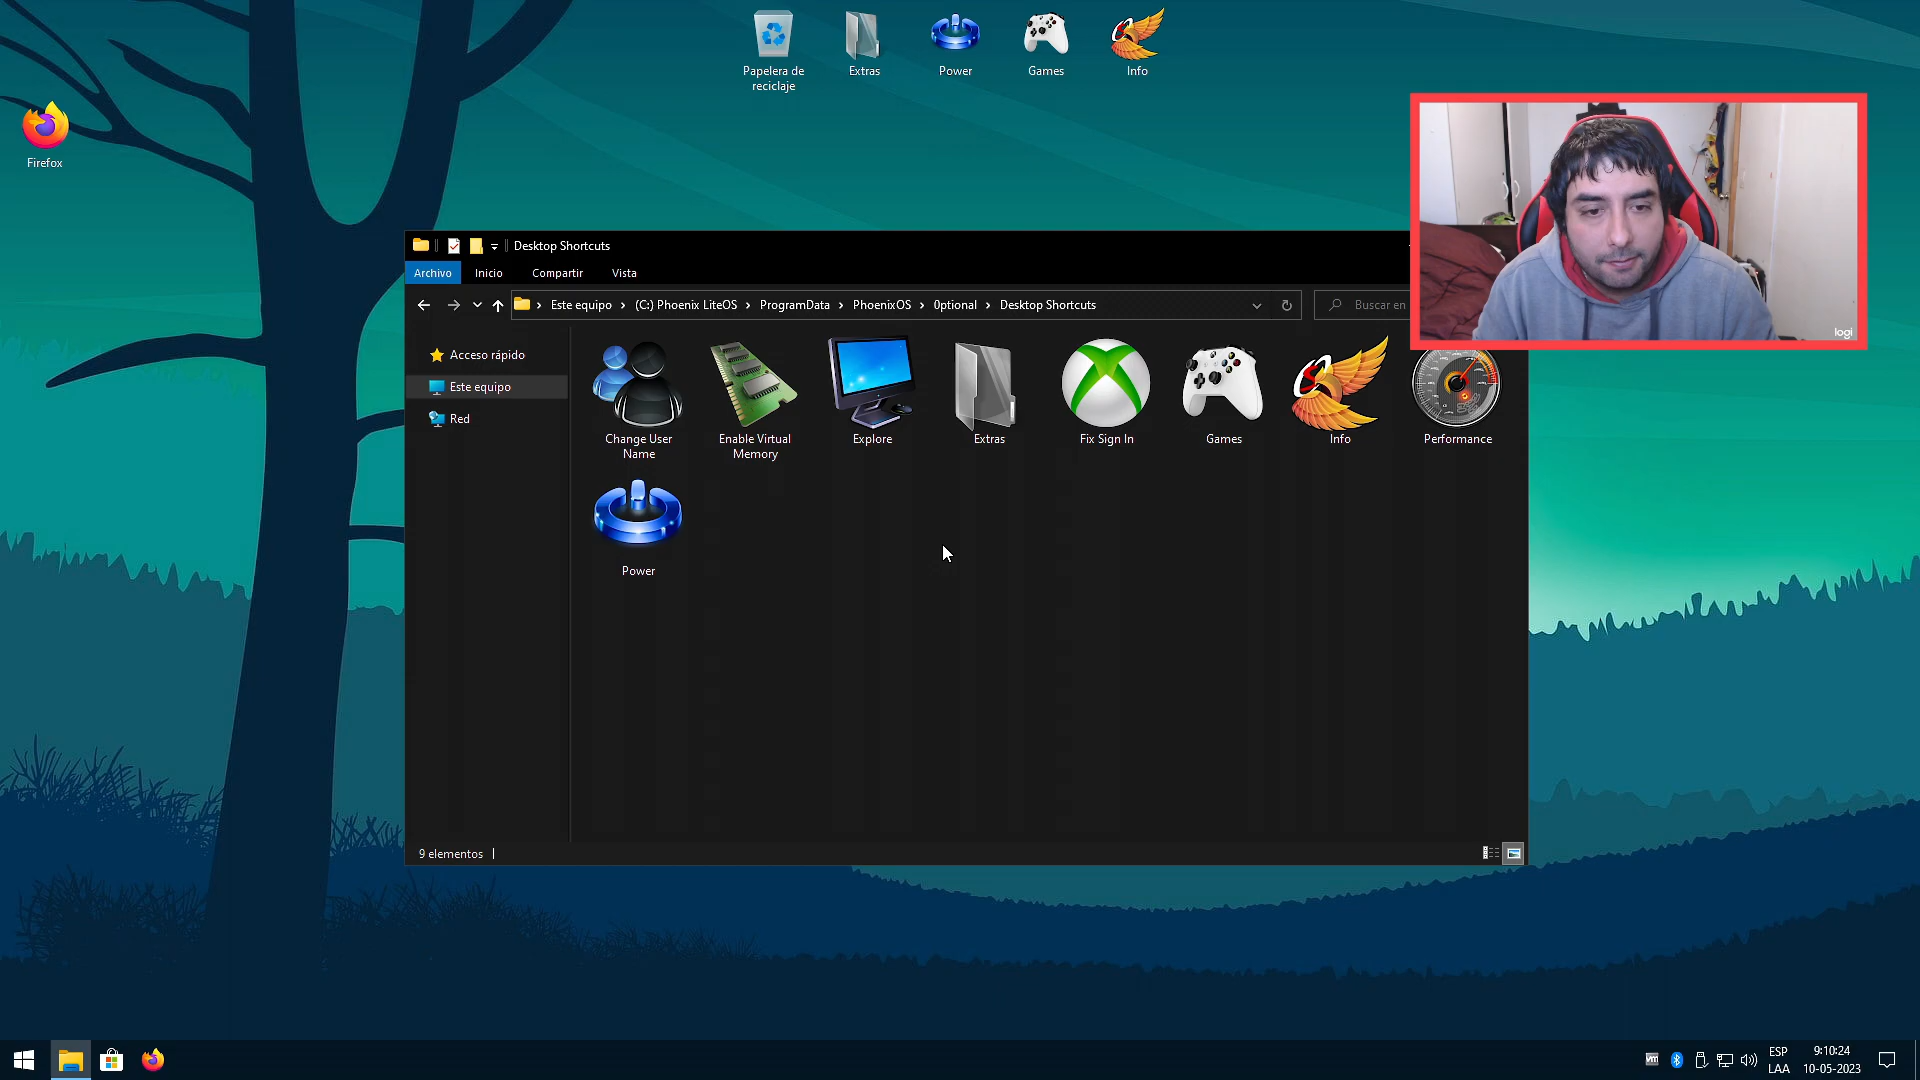 Papelera de
reciclaje
Extras
Power
Games
Info
Firefox
Desktop Shortcuts
Archivo
Inicio
Compartir
Vista
Este equipo
(C:) Phoenix LiteOS
ProgramData
PhoenixOS
Optional
Desktop Shortcuts
Buscar en
Acceso rápido
Este equipo
Red
Change User
Name
Enable Virtual
Memory
Explore
Extras
Fix Sign In
Games
Info
Performance
Power
9 elementos
logi
vm
ESP
LAA
9:10:24
10-05-2023